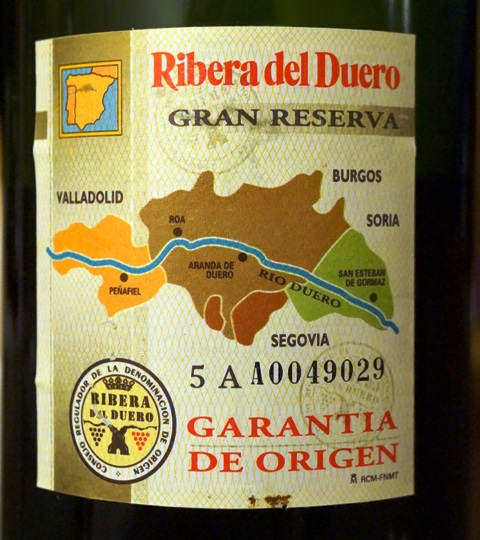 Ribera del Duero
GRAN RESERVA
BURGOS
VALLADOLID
SORIA
ROA
ARANDA DE
DUERO
RIO DUERO
SAN ESTEBAN
DE GORMAZ
PEÑAFIEL
SEGOVIA
5 A A0049029
CONSEJO REGULADOR DE LA DENOMINACION DE ORIGEN
RIBERA
DEL DUERO
GARANTIA
DE ORIGEN
RCM-FNMT